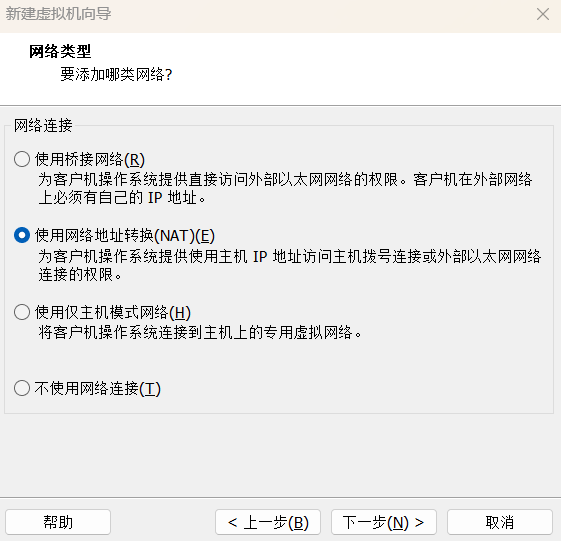 新建虚拟机向导
网络类型
要添加哪类网络?
网络连接
使用桥接网络(R)
为客户机操作系统提供直接访问外部以太网网络的权限。客户机在外部网络
上必须有自己的 IP 地址。
使用网络地址转换(NAT)(E)
为客户机操作系统提供使用主机 IP 地址访问主机拨号连接或外部以太网网络
连接的权限。
使用仅主机模式网络(H)
将客户机操作系统连接到主机上的专用虚拟网络。
不使用网络连接(T)
帮助
< 上一步(B)
下一步(N) >
取消